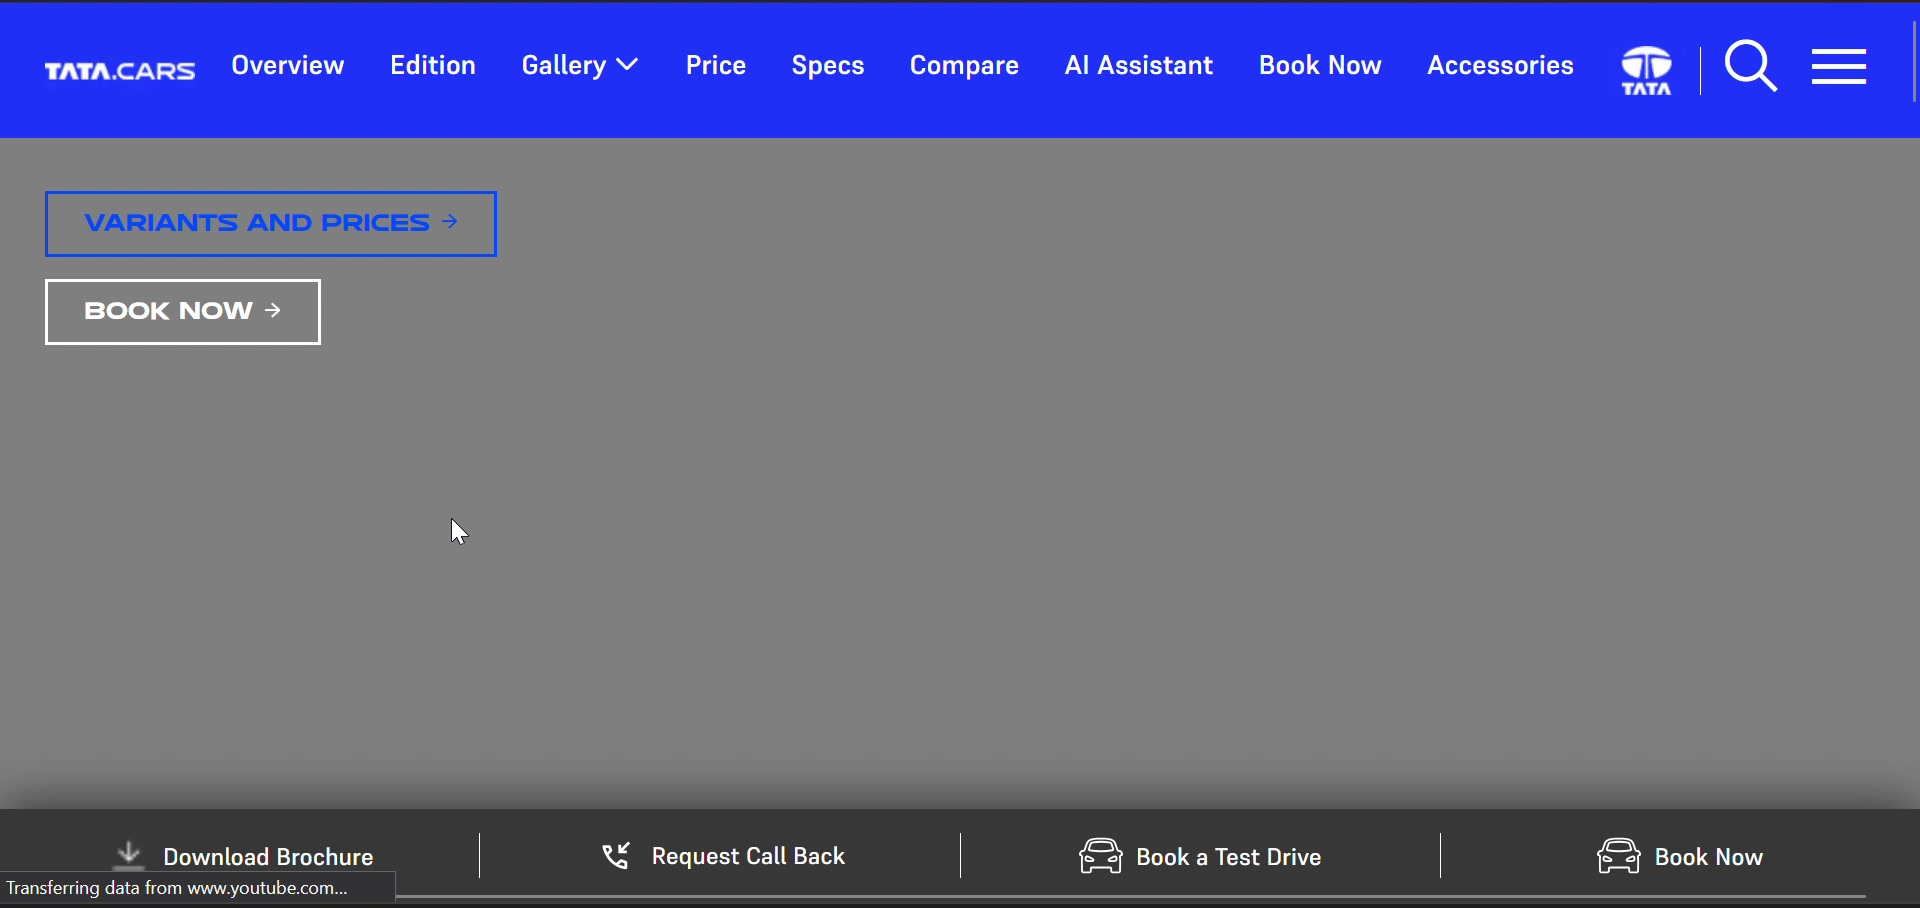 TATA.CARS Overview Edition Gallery Price Specs Compare AI Assistant Book Now Accessories TATA
VARIANTS AND PRICES →
BOOK NOW →
Download Brochure Request Call Back Book a Test Drive Book Now
Transferring data from www.youtube.com...